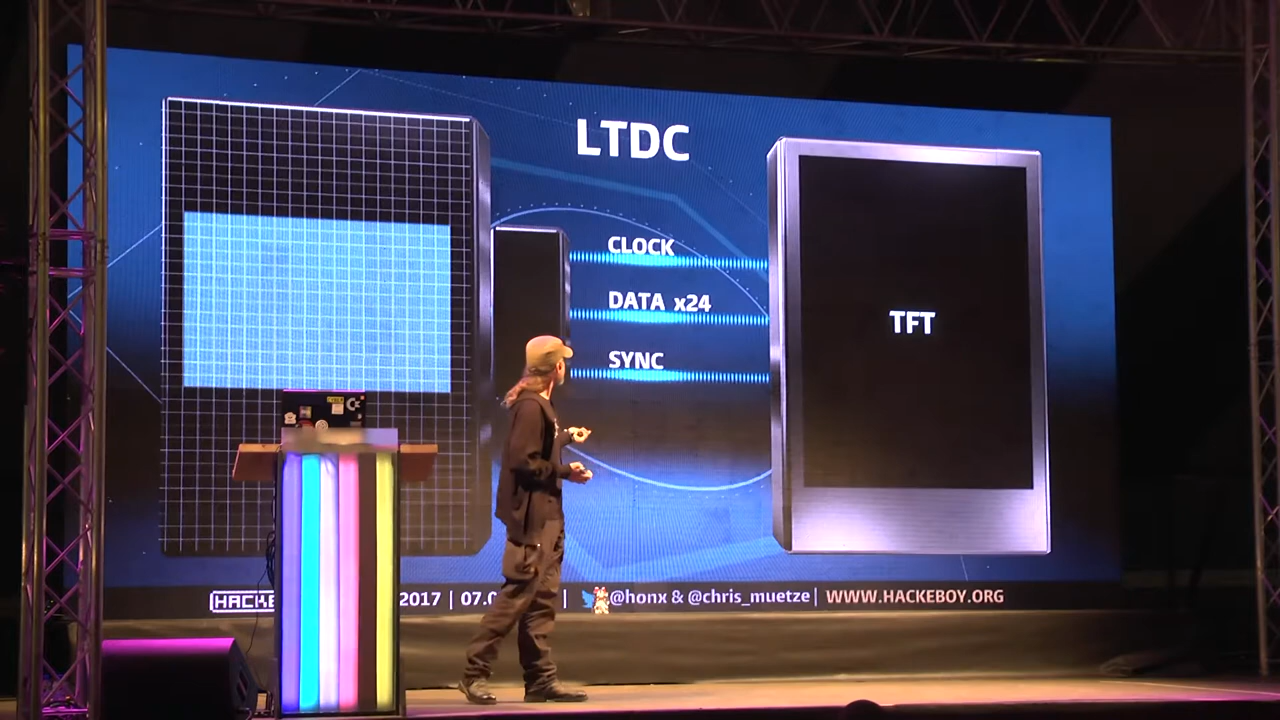 LTDC
CLOCK
DATA x24
SYNC
TFT
2017 | 07.0 | @honx & @chris_muetze | WWW.HACKEBOY.ORG